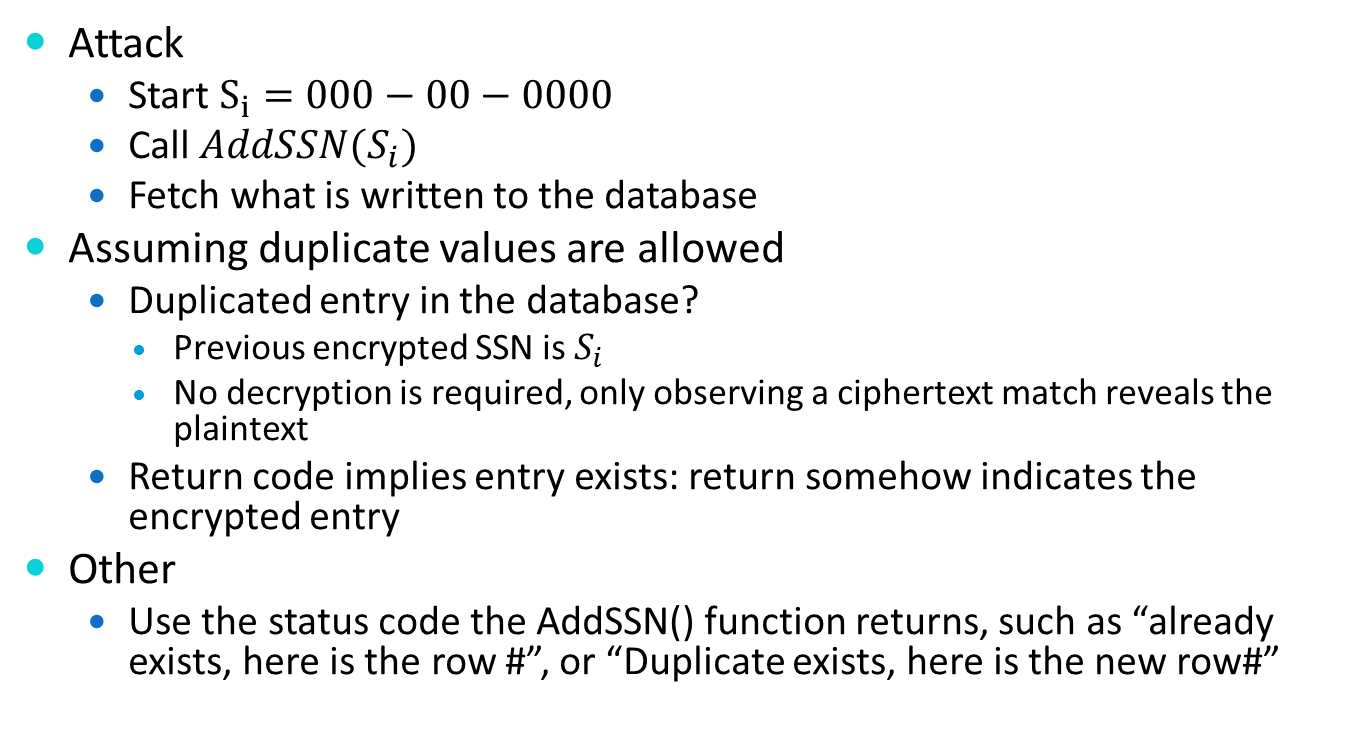 Attack
Start Sᵢ = 000 − 00 − 0000
Call AddSSN(Sᵢ)
Fetch what is written to the database
Assuming duplicate values are allowed
Duplicated entry in the database?
Previous encrypted SSN is Sᵢ
No decryption is required, only observing a ciphertext match reveals the
plaintext
Return code implies entry exists: return somehow indicates the
encrypted entry
Other
Use the status code the AddSSN() function returns, such as “already
exists, here is the row #”, or “Duplicate exists, here is the new row#”